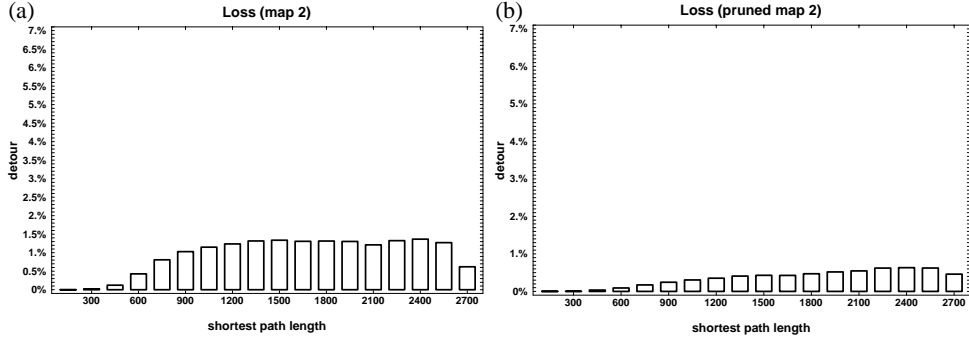 (a)
Loss (map 2)
7.%
6.5%
6.%
5.5%
5.%
4.5%
4.%
3.5%
3.%
2.5%
2.%
1.5%
1.%
0.5%
0%
detour
300 600 900 1200 1500 1800 2100 2400 2700
shortest path length
(b)
Loss (pruned map 2)
7.%
6.%
5.%
4.%
3.%
2.%
1.%
0%
detour
300 600 900 1200 1500 1800 2100 2400 2700
shortest path length